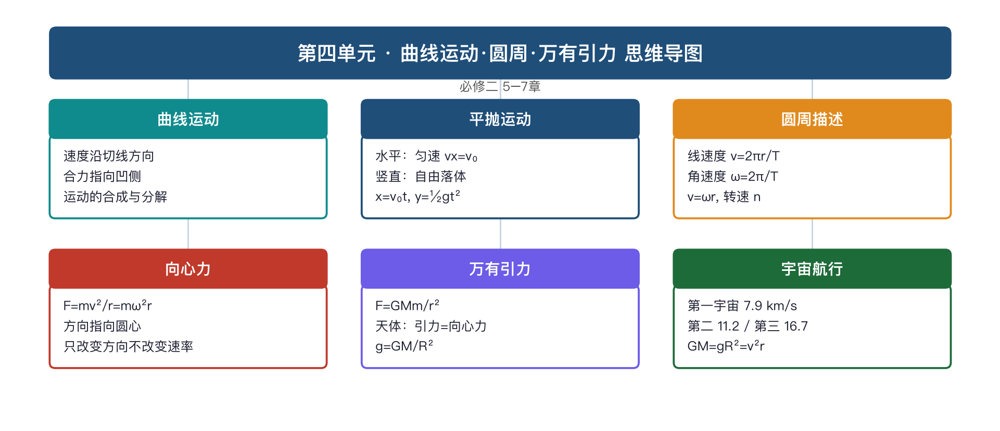 第四单元 · 曲线运动·圆周·万有引力 思维导图
必修二 5—7章
曲线运动
速度沿切线方向
合力指向凹侧
运动的合成与分解
平抛运动
水平：匀速 vx=v₀
竖直：自由落体
x=v₀t, y=½gt²
圆周描述
线速度 v=2πr/T
角速度 ω=2π/T
v=ωr, 转速 n
向心力
F=mv²/r=mω²r
方向指向圆心
只改变方向不改变速率
万有引力
F=GMm/r²
天体：引力=向心力
g=GM/R²
宇宙航行
第一宇宙 7.9 km/s
第二 11.2 / 第三 16.7
GM=gR²=v²r